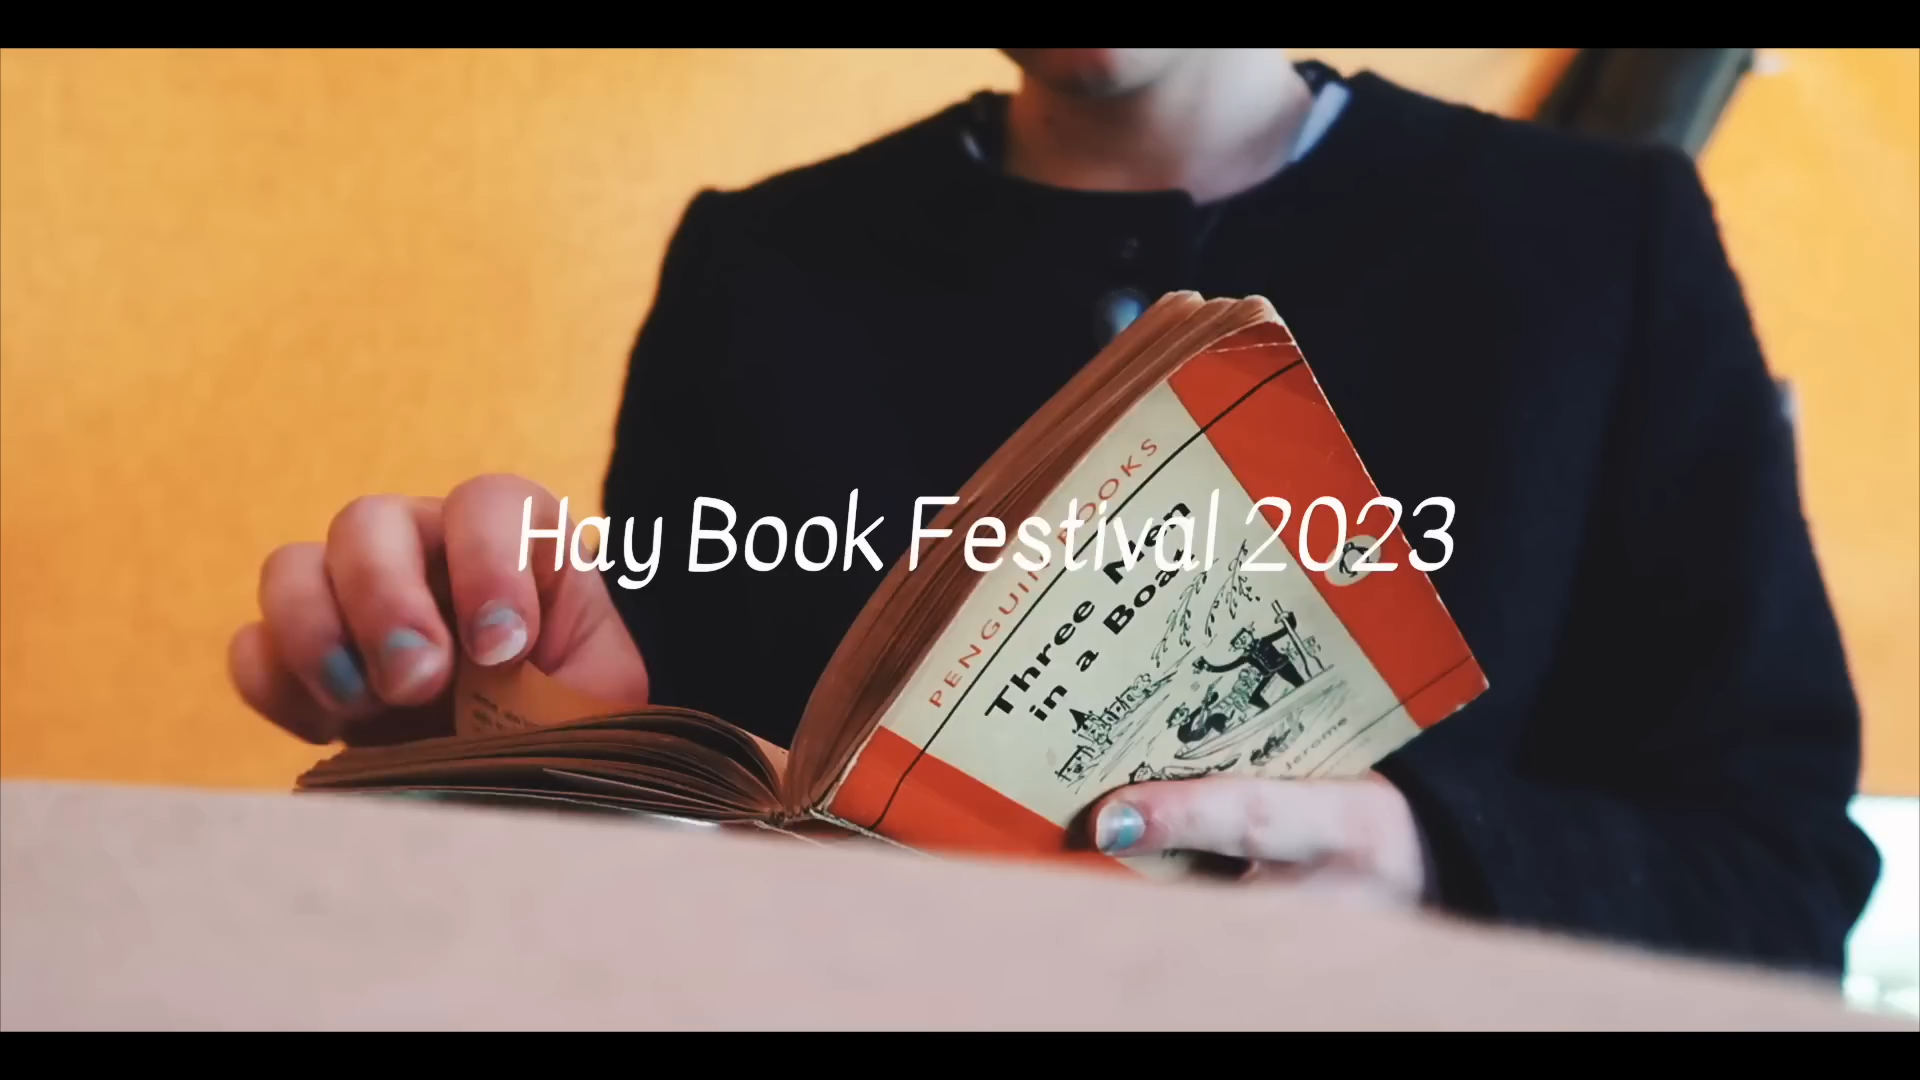 Hay Book Festival 2023
PENGUIN BOOKS
Three Men
in a Boat
Jerome